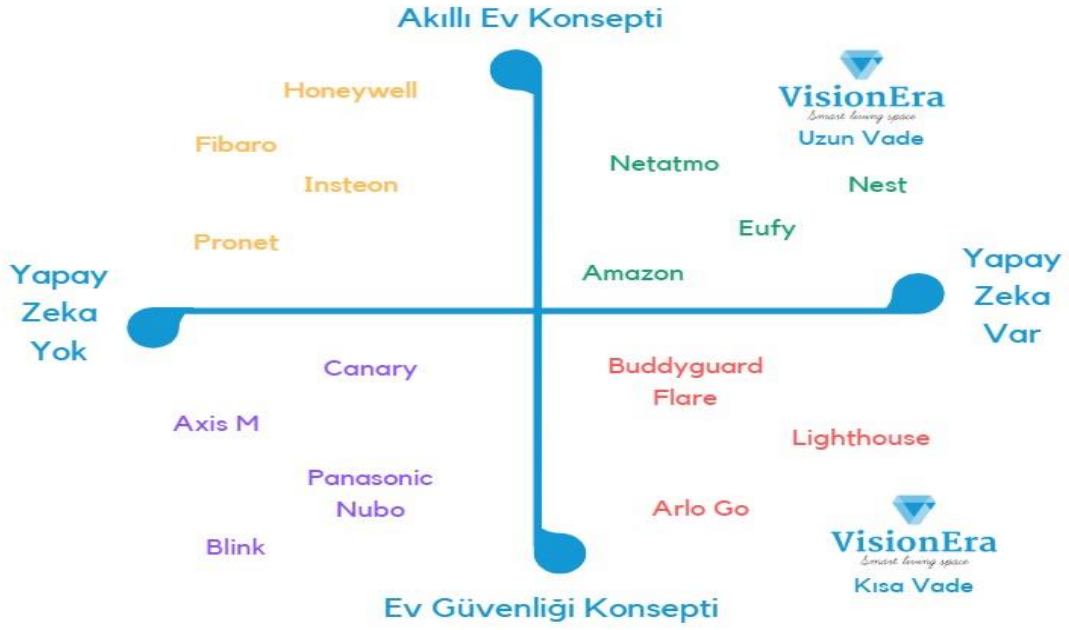 Akıllı Ev Konsepti
Honeywell
VisionEra
Smart living space
Uzun Vade
Fibaro
Netatmo
Insteon
Nest
Eufy
Pronet
Amazon
Yapay
Zeka
Yok
Yapay
Zeka
Var
Canary
Buddyguard
Flare
Axis M
Lighthouse
Panasonic
Nubo
Arlo Go
Blink
VisionEra
Smart living space
Kısa Vade
Ev Güvenliği Konsepti